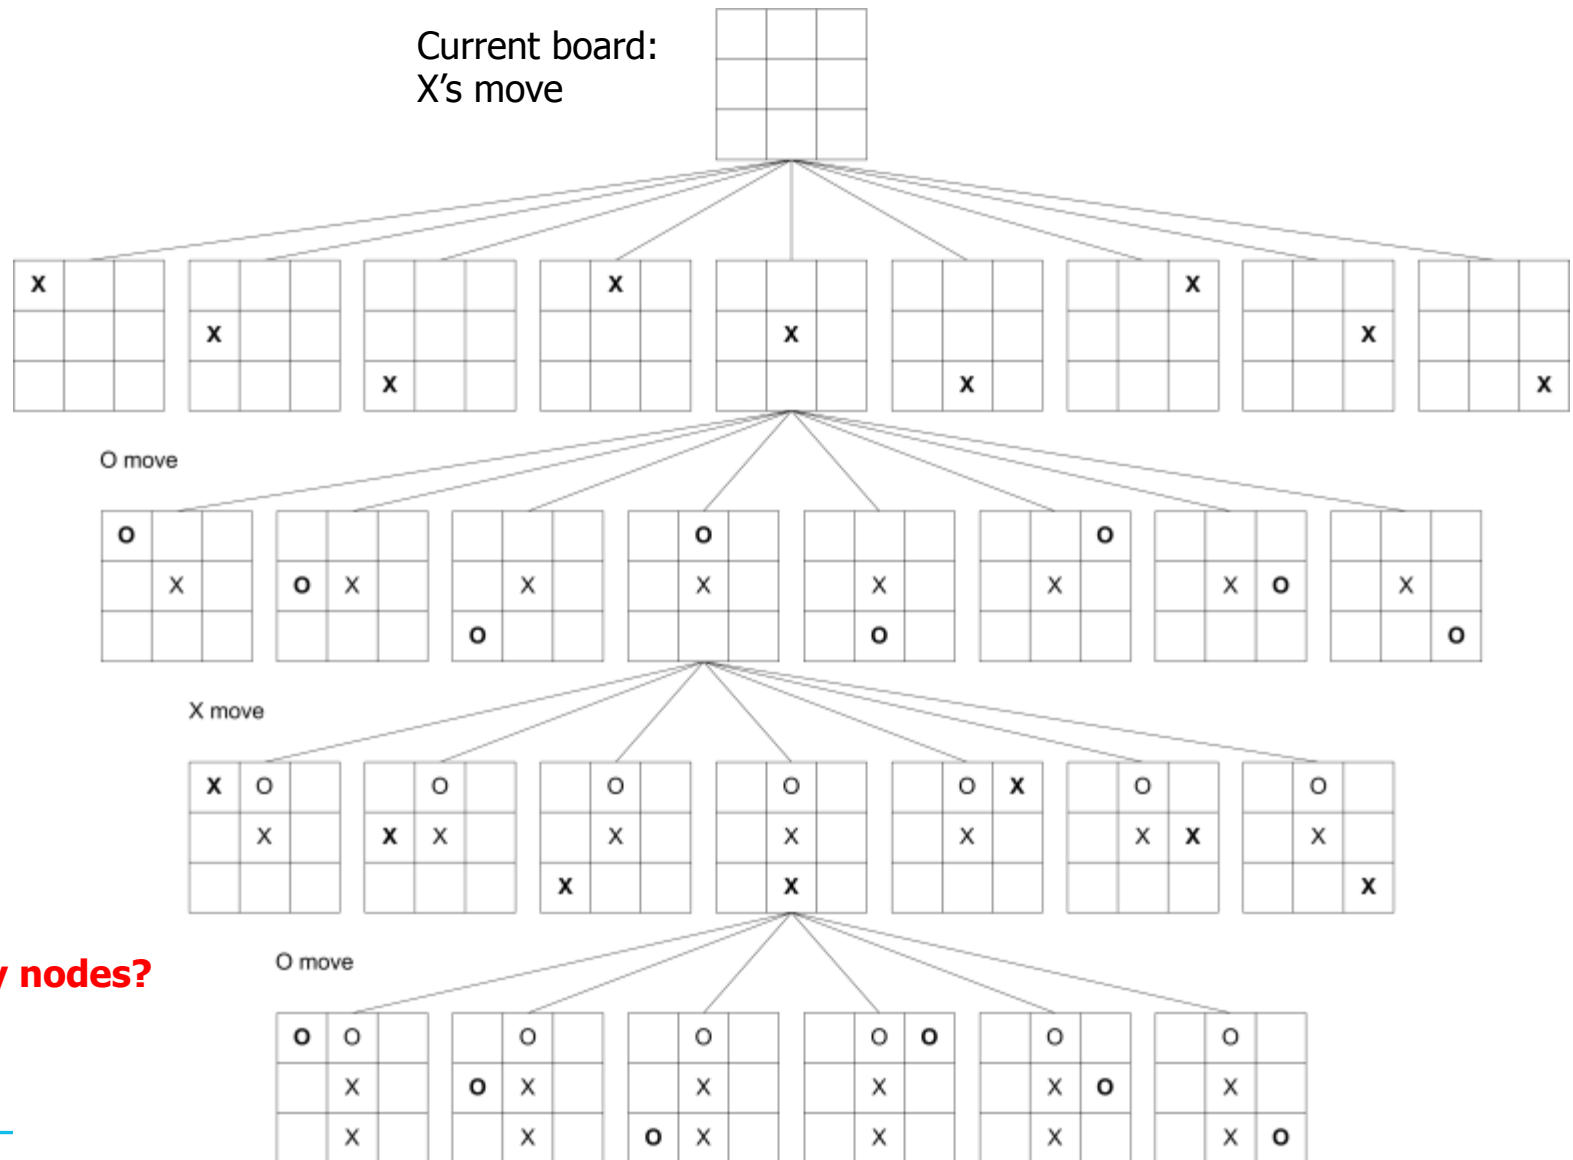 Current board:
X's move
X X X X X X X X X
O move
O O O O
X O X X X X X X O X
O O O O
X move
X O O O O O X O O
X X X X X X X X X
X X X
O move
y nodes?
O O O O O O O O
X O X X X X O X
X X O X X X X O